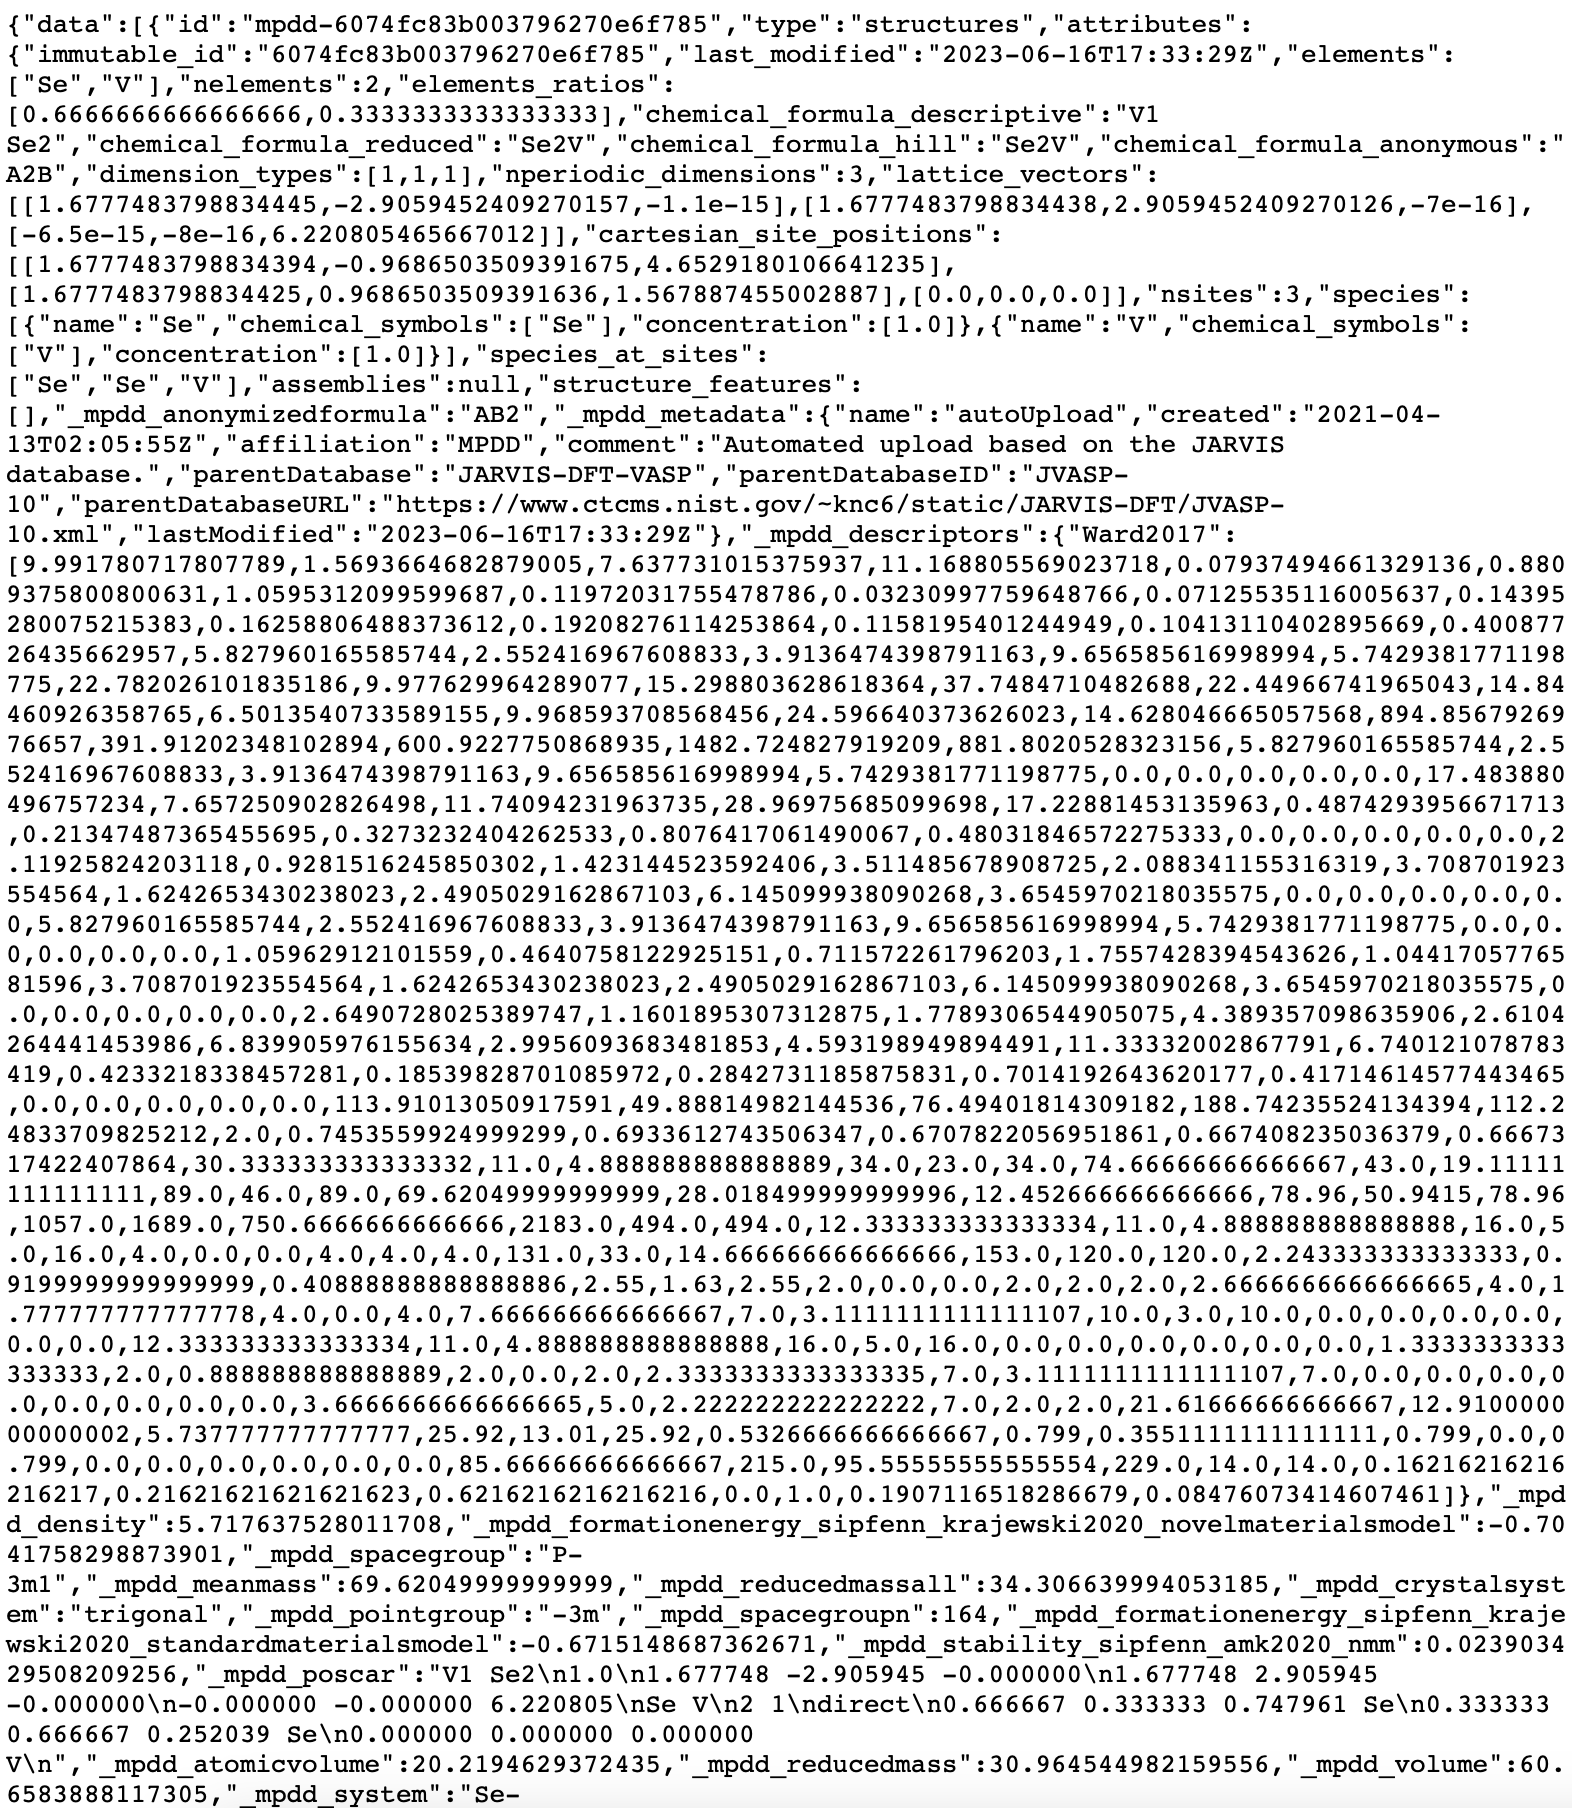 {"data":[{"id":"mpdd-6074fc83b003796270e6f785","type":"structures","attributes":
{"immutable_id":"6074fc83b003796270e6f785","last_modified":"2023-06-16T17:33:29Z","elements":
["Se","V"],"nelements":2,"elements_ratios":
[0.6666666666666666,0.3333333333333333],"chemical_formula_descriptive":"V1
Se2","chemical_formula_reduced":"Se2V","chemical_formula_hill":"Se2V","chemical_formula_anonymous":"
A2B","dimension_types":[1,1,1],"nperiodic_dimensions":3,"lattice_vectors":
[[1.6777483798834445,-2.9059452409270157,-1.1e-15],[1.6777483798834438,2.9059452409270126,-7e-16],
[-6.5e-15,-8e-16,6.220805465667012]],"cartesian_site_positions":
[[1.6777483798834394,-0.9686503509391675,4.6529180106641235],
[1.6777483798834425,0.9686503509391636,1.567887455002887],[0.0,0.0,0.0]],"nsites":3,"species":
[{"name":"Se","chemical_symbols":["Se"],"concentration":[1.0]},{"name":"V","chemical_symbols":
["V"],"concentration":[1.0]}],"species_at_sites":
["Se","Se","V"],"assemblies":null,"structure_features":
[],"_mpdd_anonymizedformula":"AB2","_mpdd_metadata":{"name":"autoUpload","created":"2021-04-
13T02:05:55Z","affiliation":"MPDD","comment":"Automated upload based on the JARVIS
database.","parentDatabase":"JARVIS-DFT-VASP","parentDatabaseID":"JVASP-
10","parentDatabaseURL":"https://www.ctcms.nist.gov/~knc6/static/JARVIS-DFT/JVASP-
10.xml","lastModified":"2023-06-16T17:33:29Z"},"_mpdd_descriptors":{"Ward2017":
[9.991780717807789,1.5693664682879005,7.637731015375937,11.168805569023718,0.07937494661329136,0.880
9375800800631,1.0595312099599687,0.11972031755478786,0.032309977596487​66,0.07125535116005637,0.14395
280075215383,0.16258806488373612,0.19208276114253864,0.1158195401244949,0.10413110402895669,0.400877
26435662957,5.827960165585744,2.552416967608833,3.9136474398791163,9.656585616998994,5.7429381771198
775,22.782026101835186,9.977629964289077,15.298803628618364,37.7484710482688,22.44966741965043,14.84
460926358765,6.5013540733589155,9.968593708568456,24.596640373626023,14.628046665057568,894.85679269
76657,391.91202348102894,600.9227750868935,1482.724827919209,881.8020528323156,5.827960165585744,2.5
52416967608833,3.9136474398791163,9.656585616998994,5.7429381771198775,0.0,0.0,0.0,0.0,0.0,17.483880
496757234,7.657250902826498,11.74094231963735,28.96975685099698,17.22881453135963,0.4874293956671713
,0.21347487365455695,0.3273232404262533,0.8076417061490067,0.48031846572275333,0.0,0.0,0.0,0.0,0.0,2
.11925824203118,0.9281516245850302,1.423144523592406,3.511485678908725,2.088341155316319,3.708701923
554564,1.6242653430238023,2.4905029162867103,6.145099938090268,3.6545970218035575,0.0,0.0,0.0,0.0,0.
0,5.827960165585744,2.552416967608833,3.9136474398791163,9.656585616998994,5.7429381771198775,0.0,0.
0,0.0,0.0,0.0,1.05962912101559,0.4640758122925151,0.711572261796203,1.7557428394543626,1.04417057765
81596,3.708701923554564,1.6242653430238023,2.4905029162867103,6.145099938090268,3.6545970218035575,0
.0,0.0,0.0,0.0,0.0,2.6490728025389747,1.1601895307312875,1.7789306544905075,4.389357098635906,2.6104
264441453986,6.839905976155634,2.9956093683481853,4.593198949894491,11.33332002867791,6.740121078783
419,0.4233218338457281,0.18539828701085972,0.2842731185875831,0.7014192643620177,0.41714614577443465
,0.0,0.0,0.0,0.0,0.0,113.91013050917591,49.88814982144536,76.49401814309182,188.74235524134394,112.2
4833709825212,2.0,0.7453559924999299,0.6933612743506347,0.6707822056951861,0.667408235036379,0.66673
17422407864,30.333333333333332,11.0,4.888888888888889,34.0,23.0,34.0,74.66666666666667,43.0,19.11111
111111111,89.0,46.0,89.0,69.62049999999999,28.018499999999996,12.452666666666666,78.96,50.9415,78.96
,1057.0,1689.0,750.6666666666666,2183.0,494.0,494.0,12.333333333333334,11.0,4.888888888888888,16.0,5
.0,16.0,4.0,0.0,0.0,4.0,4.0,4.0,131.0,33.0,14.666666666666666,153.0,120.0,120.0,2.243333333333333,0.
9199999999999999,0.40888888888888886,2.55,1.63,2.55,2.0,0.0,0.0,2.0,2.0,2.0,2.6666666666666665,4.0,1
.777777777777778,4.0,0.0,4.0,7.666666666666667,7.0,3.1111111111111107,10.0,3.0,10.0,0.0,0.0,0.0,0.0,
0.0,0.0,12.333333333333334,11.0,4.888888888888888,16.0,5.0,16.0,0.0,0.0,0.0,0.0,0.0,0.0,1.3333333333
333333,2.0,0.888888888888889,2.0,0.0,2.0,2.3333333333333335,7.0,3.1111111111111107,7.0,0.0,0.0,0.0,0
.0,0.0,0.0,0.0,0.0,3.6666666666666665,5.0,2.222222222222222,7.0,2.0,2.0,21.61666666666667,12.9100000
00000002,5.737777777777777,25.92,13.01,25.92,0.5326666666666667,0.799,0.3551111111111111,0.799,0.0,0
.799,0.0,0.0,0.0,0.0,0.0,0.0,85.66666666666667,215.0,95.55555555555554,229.0,14.0,14.0,0.16216216216
216217,0.21621621621621623,0.6216216216216216,0.0,1.0,0.1907116518286679,0.08476073414607461]},"_mpd
d_density":5.717637528011708,"_mpdd_formationenergy_sipfenn_krajewski2020_novelmaterialsmodel":-0.70
41758298873901,"_mpdd_spacegroup":"P-
3m1","_mpdd_meanmass":69.62049999999999,"_mpdd_reducedmassall":34.306639994053185,"_mpdd_crystalsyst
em":"trigonal","_mpdd_pointgroup":"-3m","_mpdd_spacegroupn":164,"_mpdd_formationenergy_sipfenn_kraje
wski2020_standardmaterialsmodel":-0.6715148687362671,"_mpdd_stability_sipfenn_amk2020_nmm":0.0239034
29508209256,"_mpdd_poscar":"V1 Se2\n1.0\n1.677748 -2.905945 -0.000000\n1.677748 2.905945
-0.000000\n-0.000000 -0.000000 6.220805\nSe V\n2 1\ndirect\n0.666667 0.333333 0.747961 Se\n0.333333
0.666667 0.252039 Se\n0.000000 0.000000 0.000000
V\n","_mpdd_atomicvolume":20.2194629372435,"_mpdd_reducedmass":30.964544982159556,"_mpdd_volume":60.
6583888117305,"_mpdd_system":"Se-